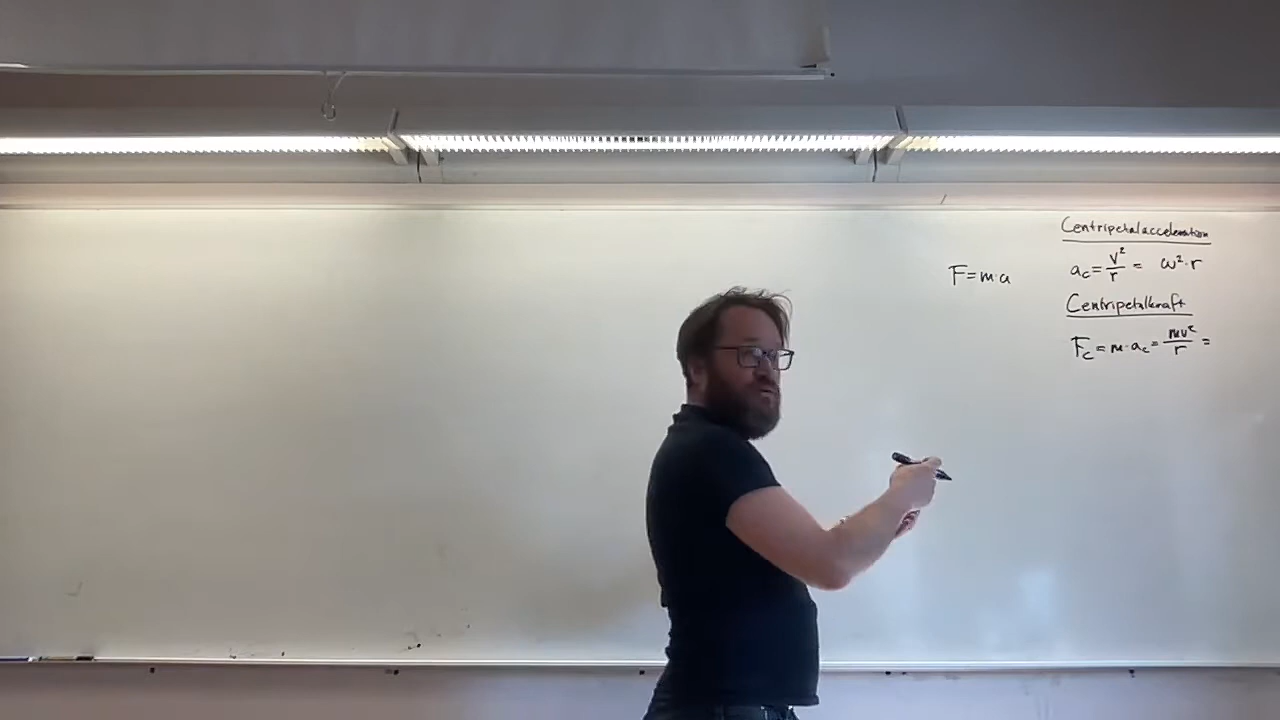 Centripetalacceleration
F=m·a
a_c = v²/r = ω²·r
Centripetalkraft
F_c = m·a_c = mv²/r =